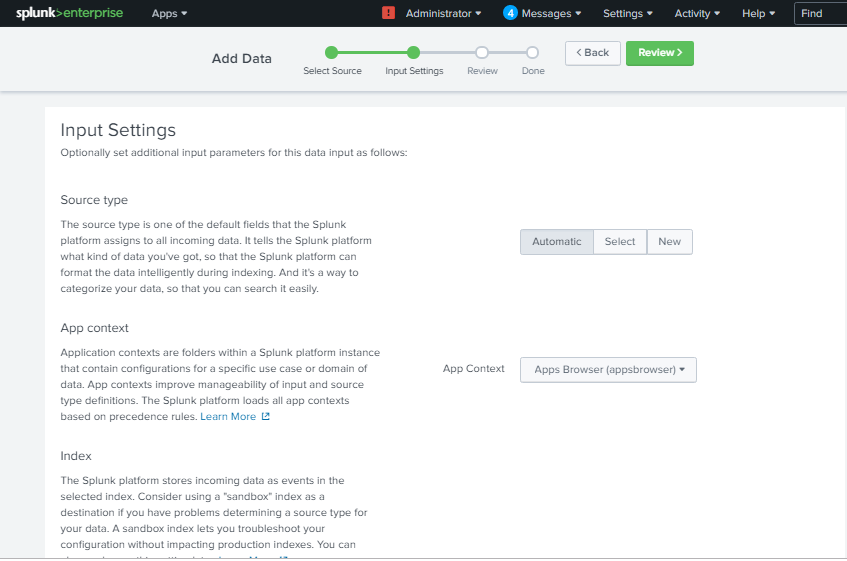 splunk>enterprise Apps ! Administrator 4 Messages Settings Activity Help Find
Add Data
Select Source Input Settings Review Done
< Back Review >
Input Settings
Optionally set additional input parameters for this data input as follows:
Source type
The source type is one of the default fields that the Splunk
platform assigns to all incoming data. It tells the Splunk platform
what kind of data you've got, so that the Splunk platform can
format the data intelligently during indexing. And it's a way to
categorize your data, so that you can search it easily.
Automatic Select New
App context
Application contexts are folders within a Splunk platform instance
that contain configurations for a specific use case or domain of
data. App contexts improve manageability of input and source
type definitions. The Splunk platform loads all app contexts
based on precedence rules. Learn More
App Context Apps Browser (appsbrowser)
Index
The Splunk platform stores incoming data as events in the
selected index. Consider using a "sandbox" index as a
destination if you have problems determining a source type for
your data. A sandbox index lets you troubleshoot your
configuration without impacting production indexes. You can